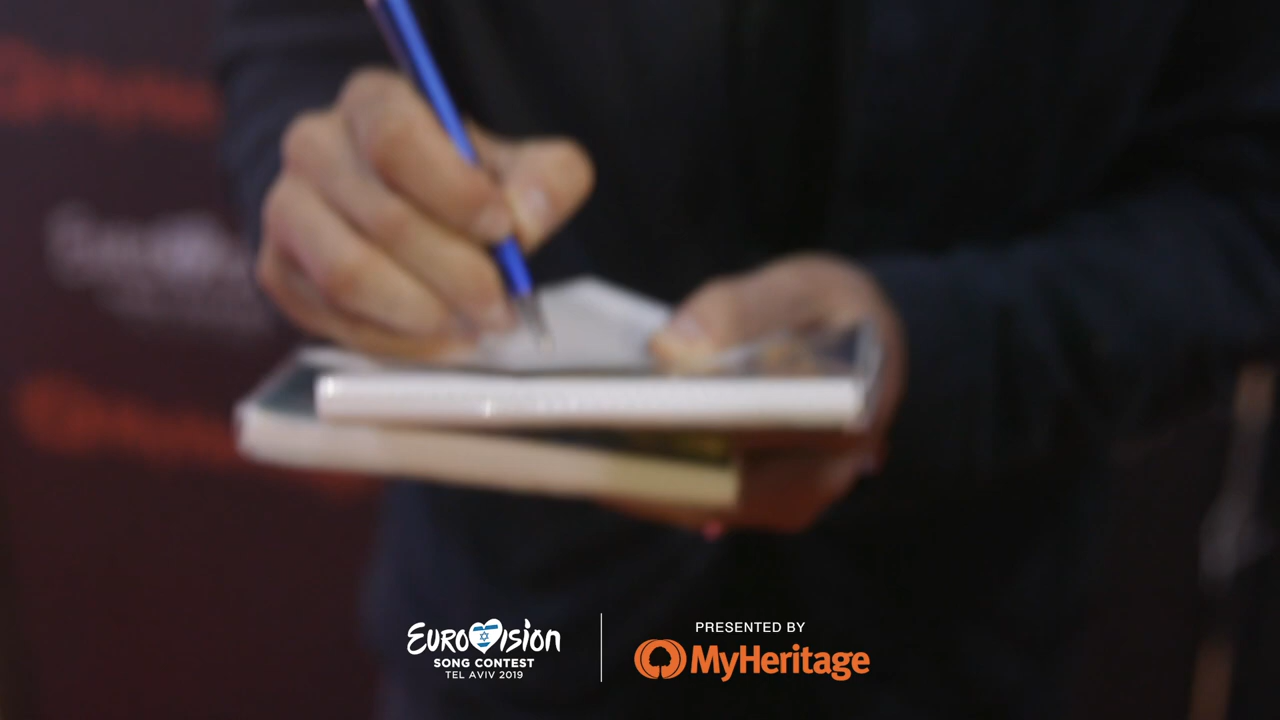 EUROVISION
SONG CONTEST
TEL AVIV 2019
PRESENTED BY
MyHeritage